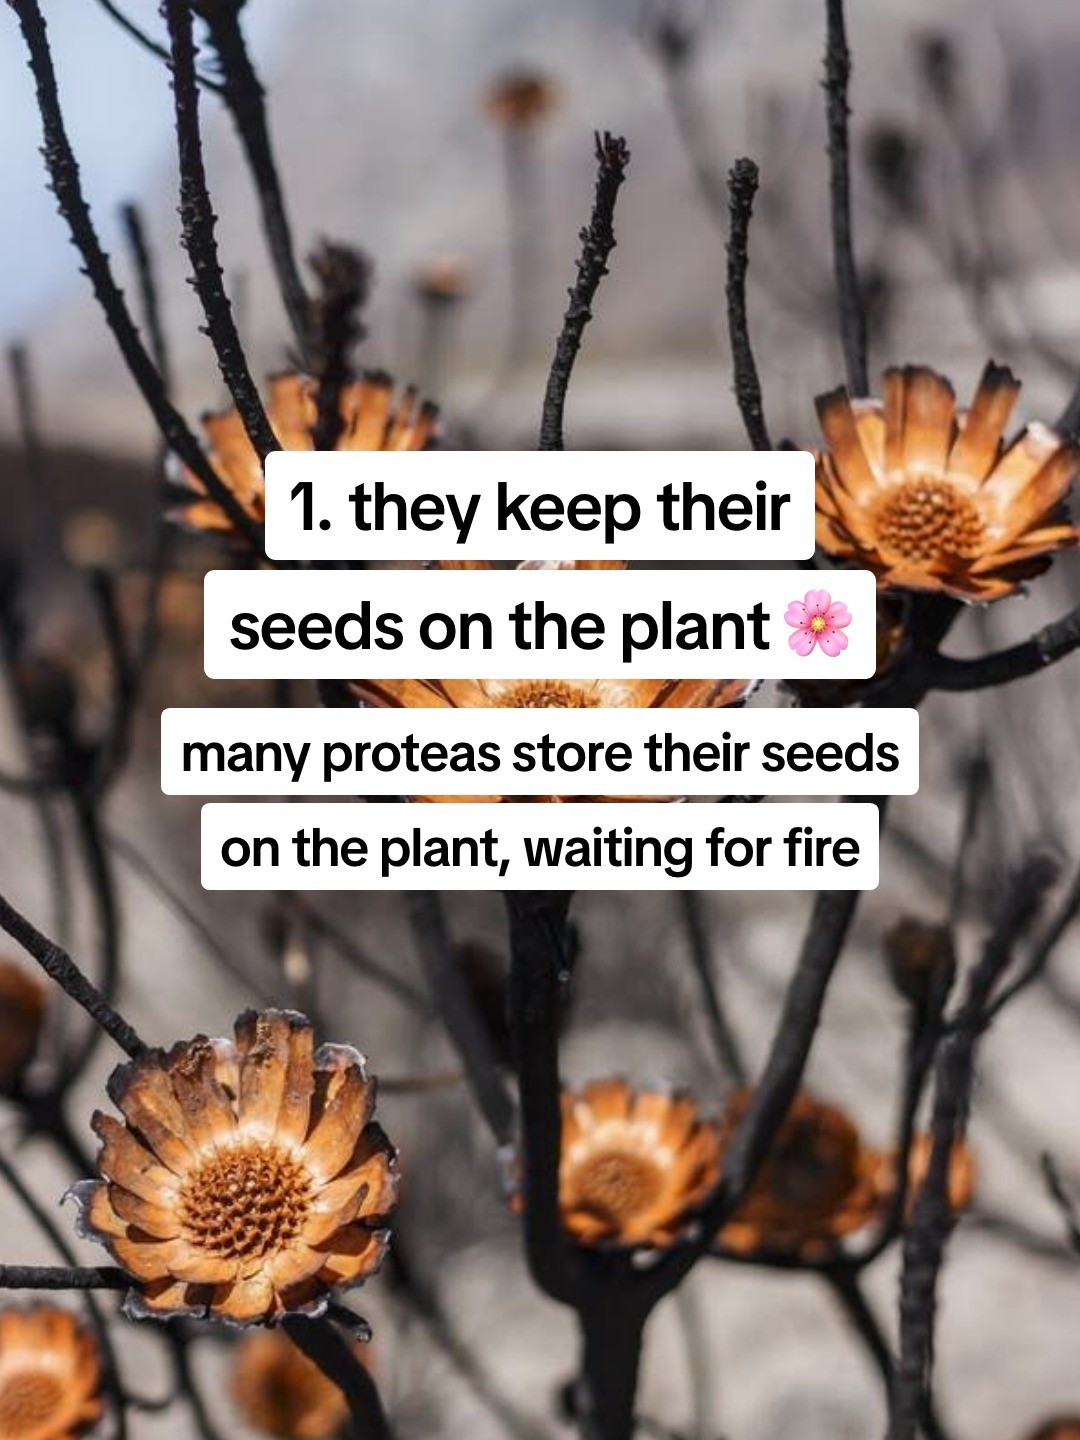 1. they keep their
seeds on the plant 🌸
many proteas store their seeds
on the plant, waiting for fire